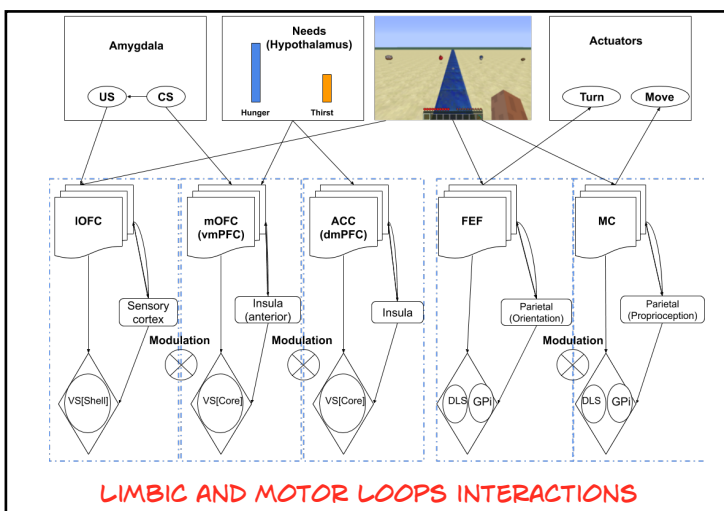 Amygdala
US
CS
Needs
(Hypothalamus)
Hunger
Thirst
Actuators
Turn
Move
lOFC
mOFC
(vmPFC)
ACC
(dmPFC)
FEF
MC
Sensory
cortex
Insula
(anterior)
Insula
Parietal
(Orientation)
Parietal
(Proprioception)
Modulation
Modulation
Modulation
VS[Shell]
VS[Core]
VS[Core]
DLS
GPi
DLS
GPi
LIMBIC AND MOTOR LOOPS INTERACTIONS